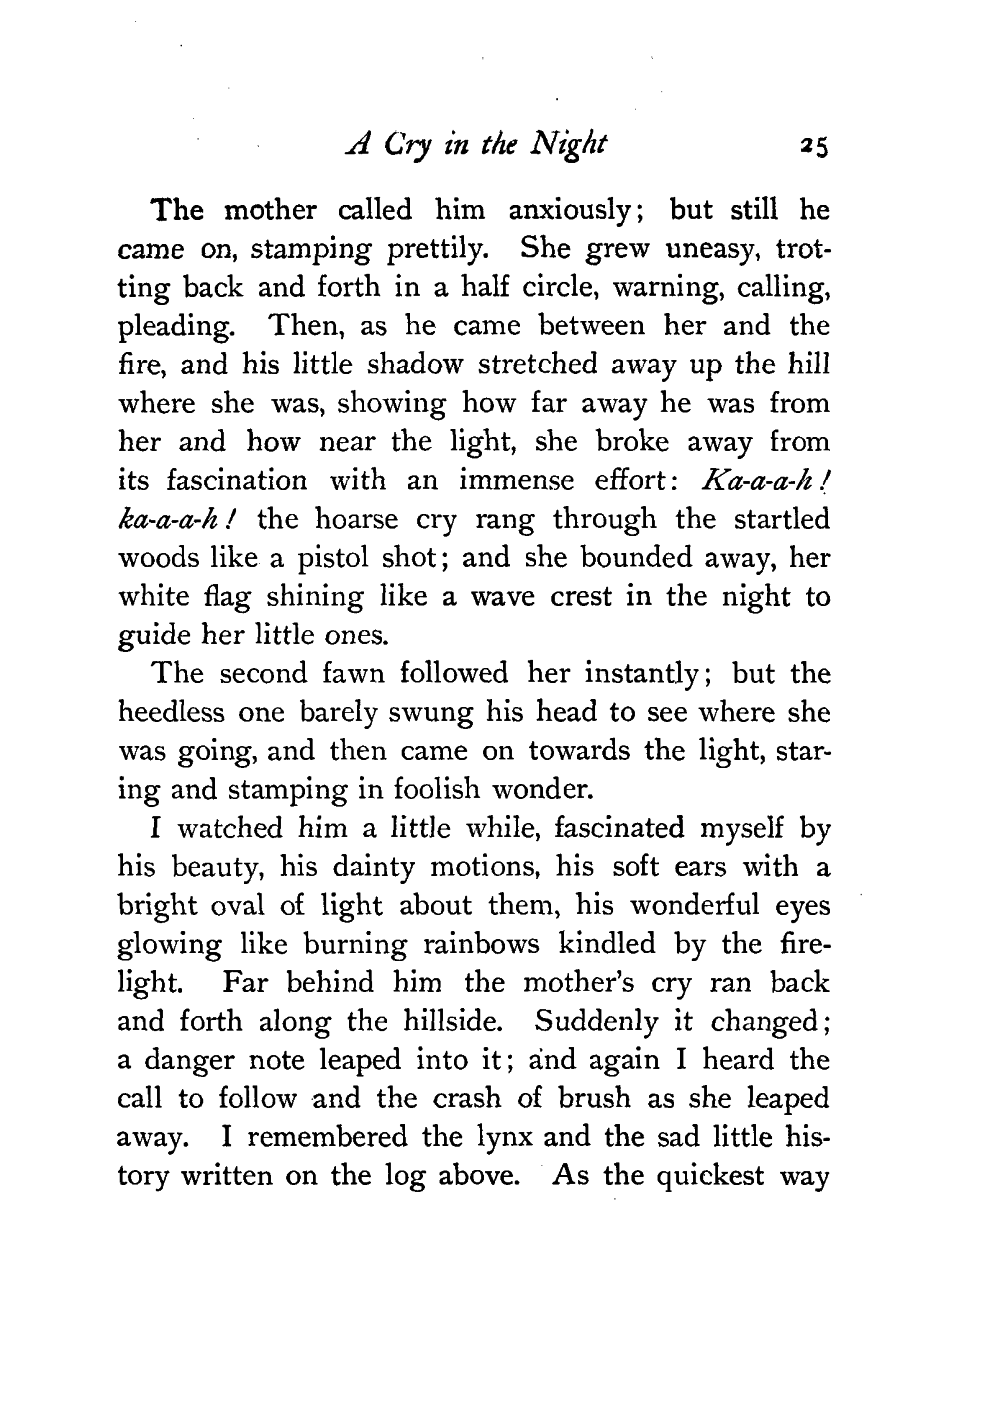 A Cry in the Night 25
The mother called him anxiously; but still he
came on, stamping prettily. She grew uneasy, trot-
ting back and forth in a half circle, warning, calling,
pleading. Then, as he came between her and the
fire, and his little shadow stretched away up the hill
where she was, showing how far away he was from
her and how near the light, she broke away from
its fascination with an immense effort: Ka-a-a-h!
ka-a-a-h! the hoarse cry rang through the startled
woods like a pistol shot; and she bounded away, her
white flag shining like a wave crest in the night to
guide her little ones.
The second fawn followed her instantly; but the
heedless one barely swung his head to see where she
was going, and then came on towards the light, star-
ing and stamping in foolish wonder.
I watched him a little while, fascinated myself by
his beauty, his dainty motions, his soft ears with a
bright oval of light about them, his wonderful eyes
glowing like burning rainbows kindled by the fire-
light. Far behind him the mother's cry ran back
and forth along the hillside. Suddenly it changed;
a danger note leaped into it; and again I heard the
call to follow and the crash of brush as she leaped
away. I remembered the lynx and the sad little his-
tory written on the log above. As the quickest way